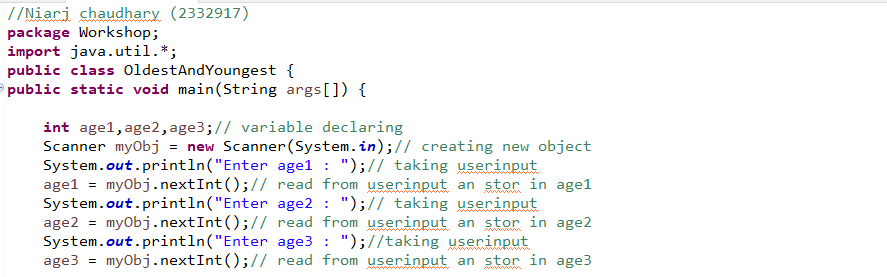 //Niarj chaudhary (2332917)
package Workshop;
import java.util.*;
public class OldestAndYoungest {
public static void main(String args[]) {
int age1,age2,age3;// variable declaring
Scanner myObj = new Scanner(System.in);// creating new object
System.out.println("Enter age1 : ");// taking userinput
age1 = myObj.nextInt();// read from userinput an stor in age1
System.out.println("Enter age2 : ");// taking userinput
age2 = myObj.nextInt();// read from userinput an stor in age2
System.out.println("Enter age3 : ");//taking userinput
age3 = myObj.nextInt();// read from userinput an stor in age3